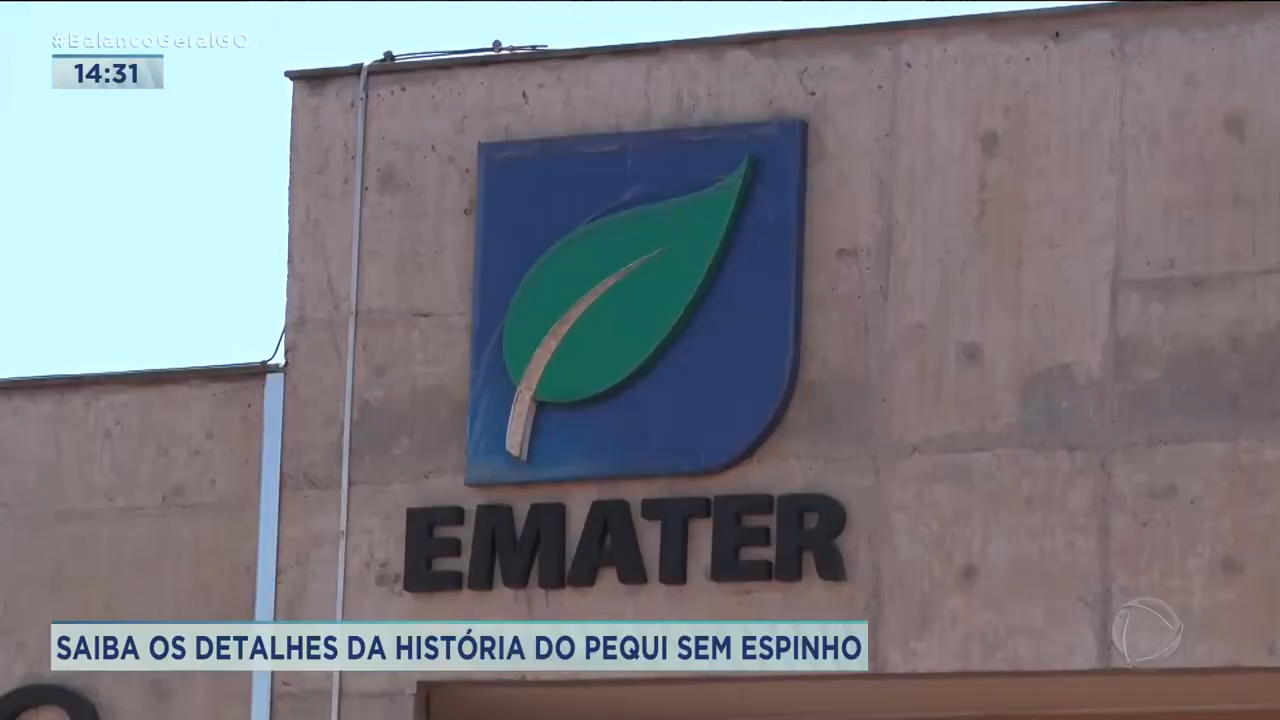 #BalancoGeralGO
14:31
EMATER
SAIBA OS DETALHES DA HISTÓRIA DO PEQUI SEM ESPINHO